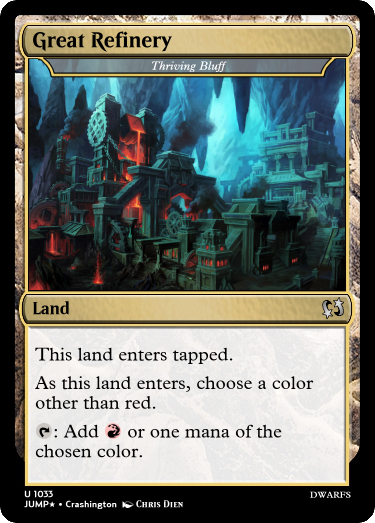 Great Refinery
Thriving Bluff
Land
This land enters tapped.
As this land enters, choose a color
other than red.
: Add or one mana of the
chosen color.
U 1033
DWARFS
JUMP★ • Crashington Chris Dien